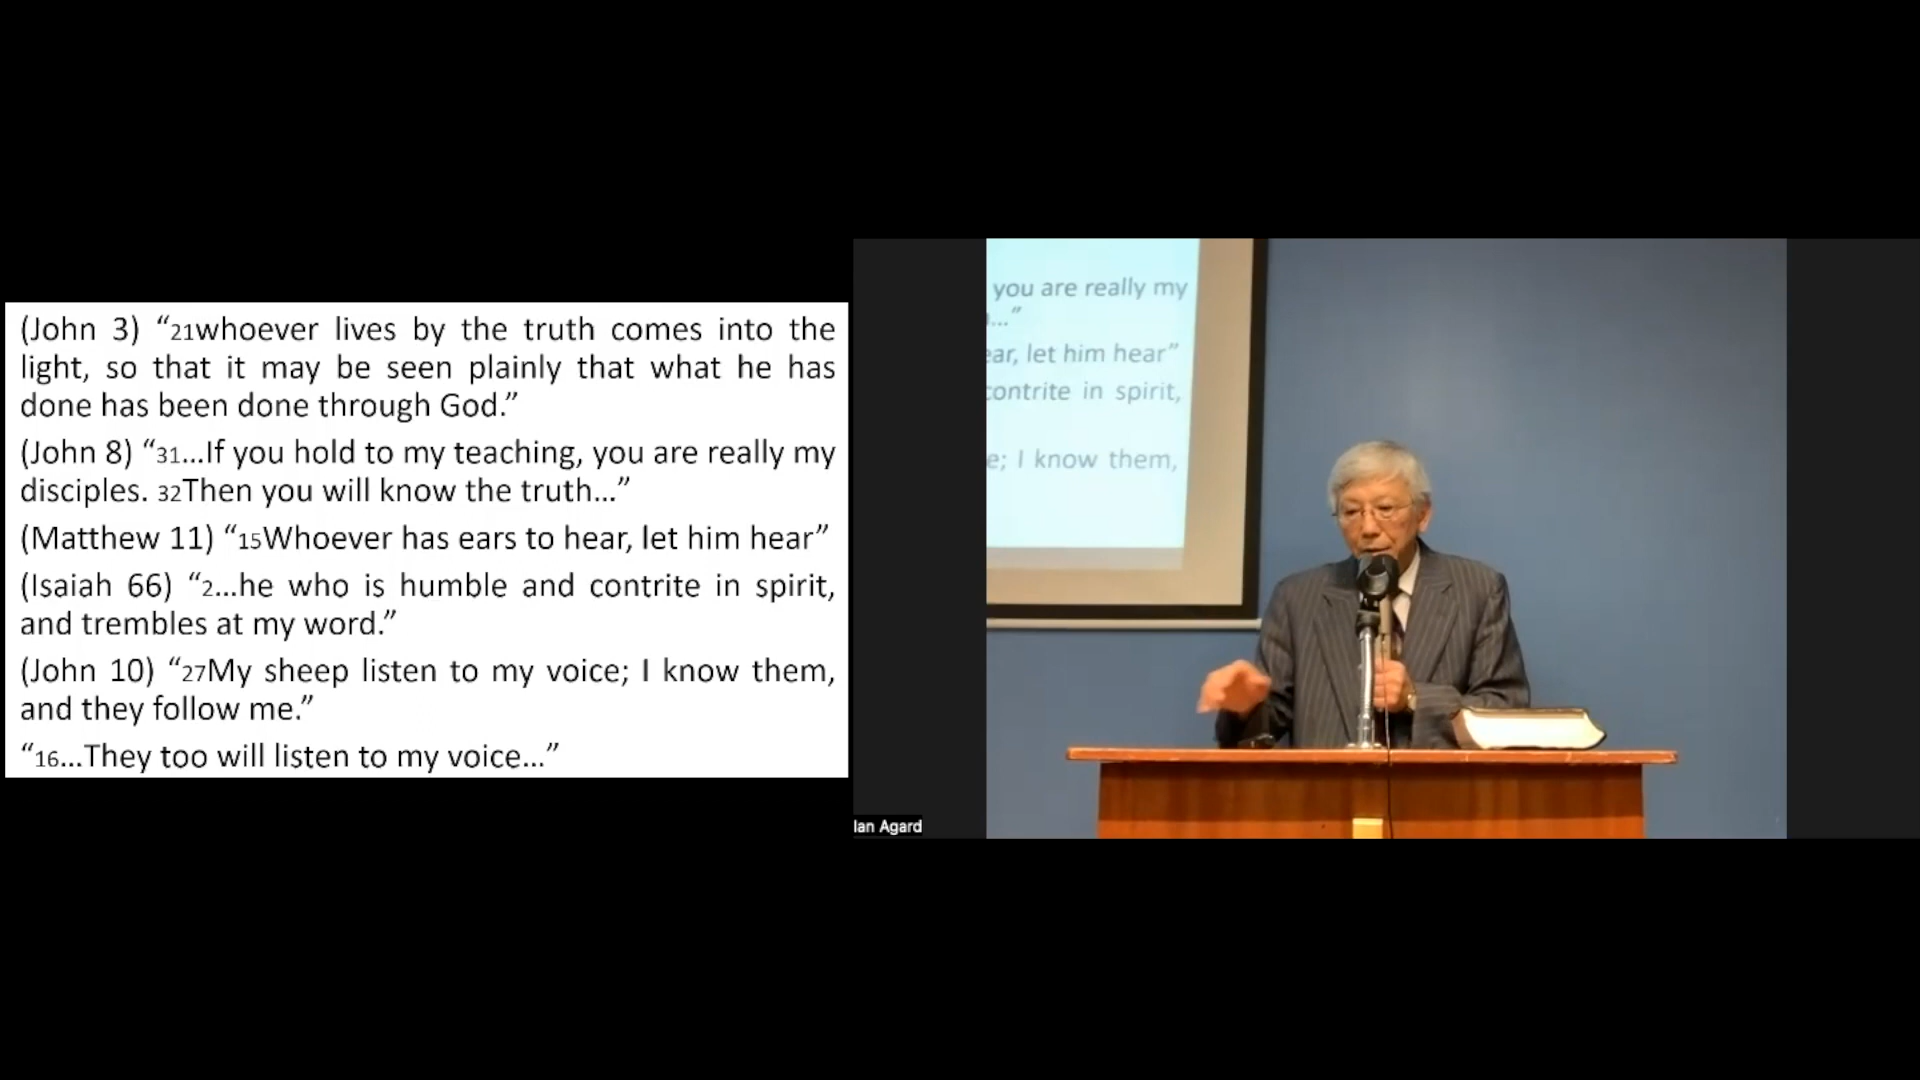 (John 3) “21whoever lives by the truth comes into the
light, so that it may be seen plainly that what he has
done has been done through God.”
(John 8) “31...If you hold to my teaching, you are really my
disciples. 32Then you will know the truth...”
(Matthew 11) “15Whoever has ears to hear, let him hear”
(Isaiah 66) “2...he who is humble and contrite in spirit,
and trembles at my word.”
(John 10) “27My sheep listen to my voice; I know them,
and they follow me.”
“16...They too will listen to my voice...”
you are really my
...”
ear, let him hear”
contrite in spirit,
e; I know them,
Ian Agard